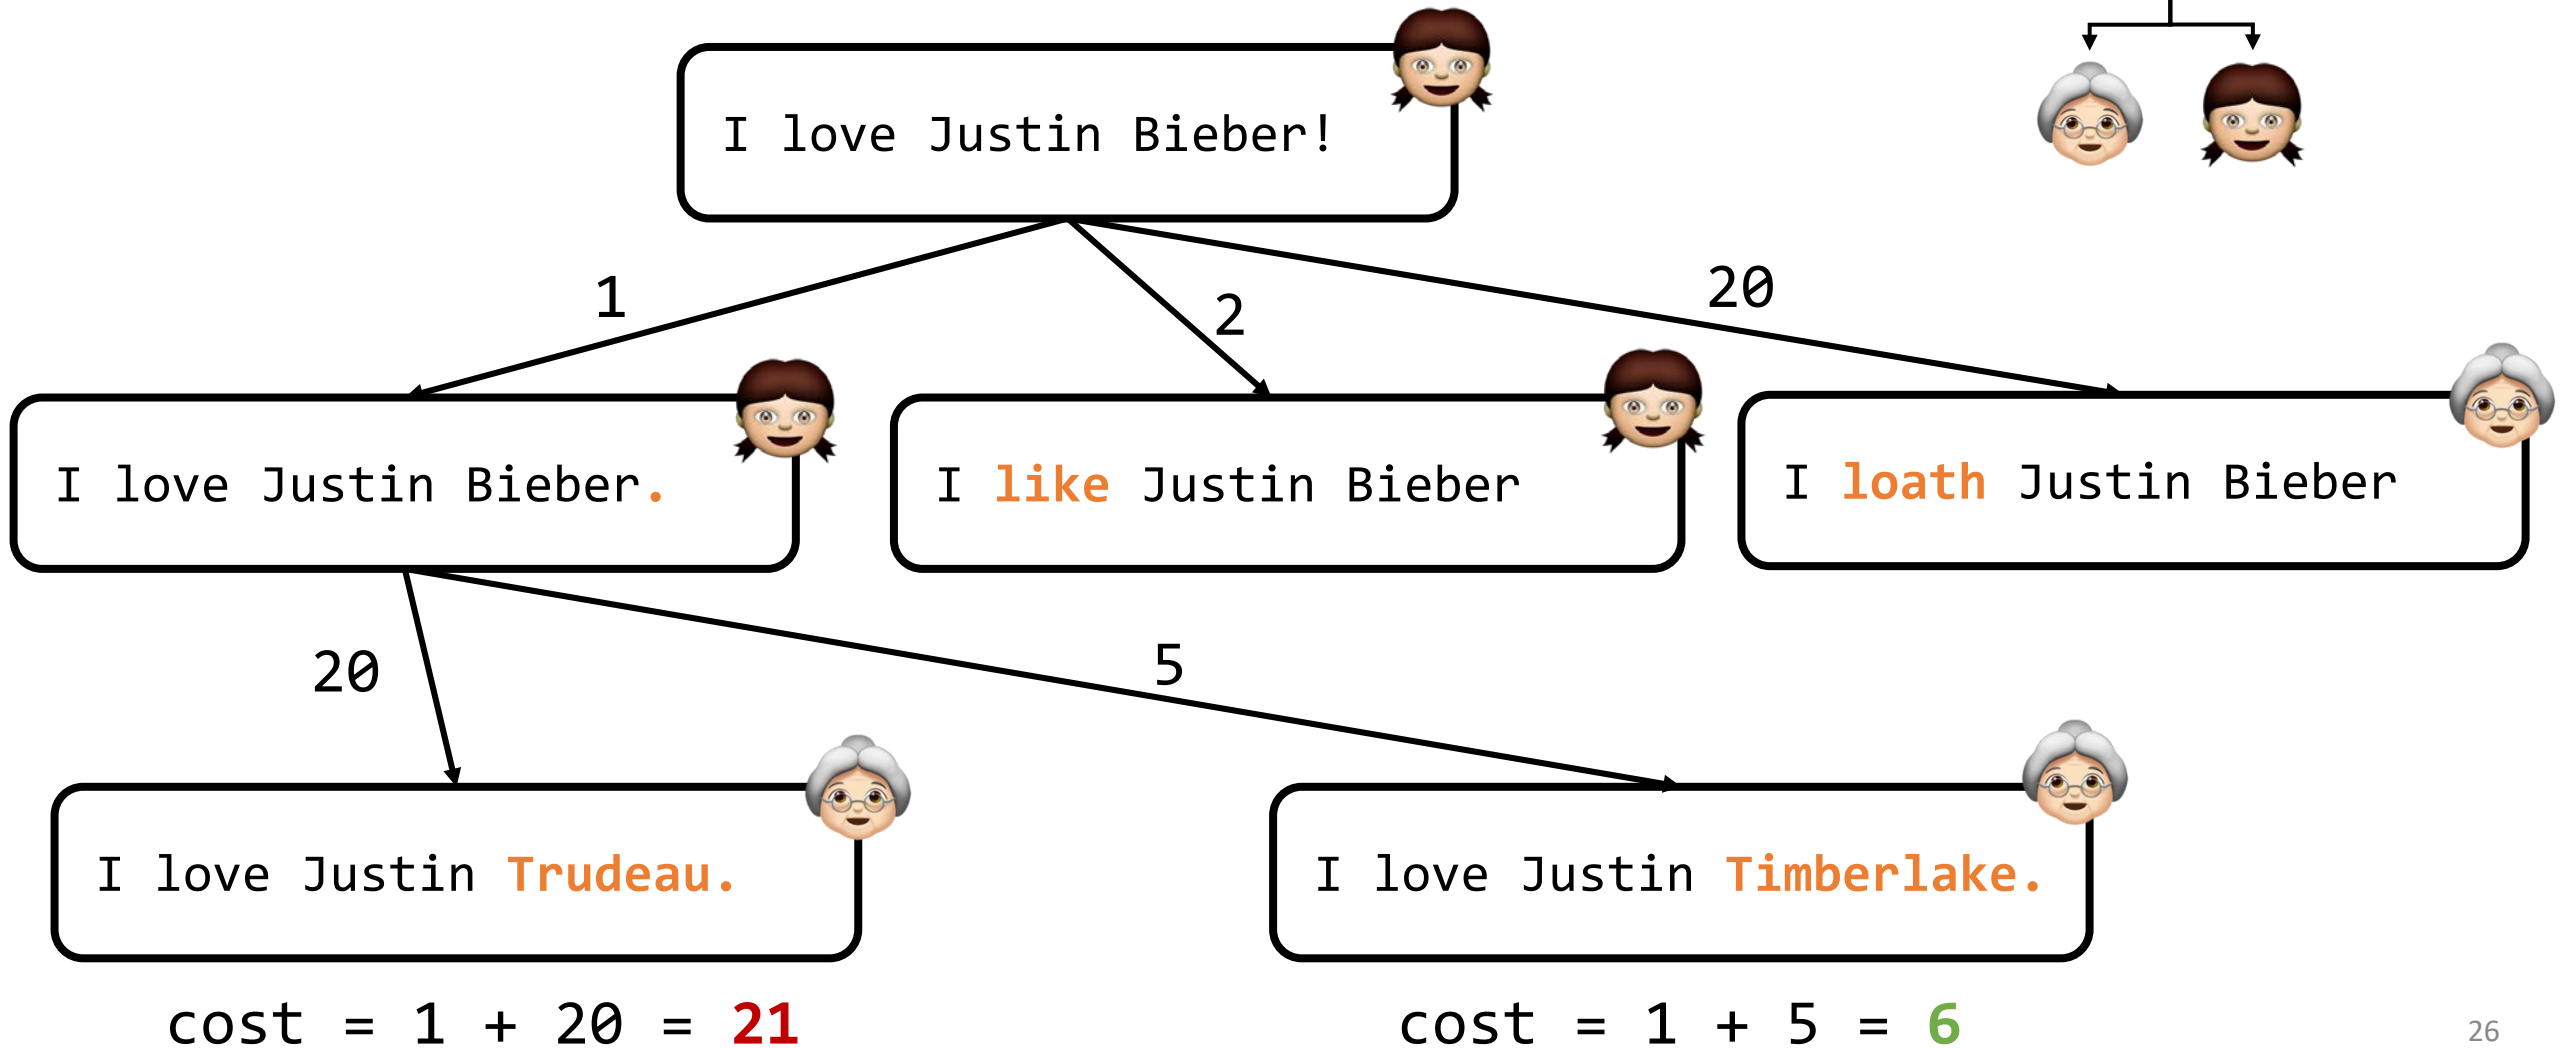 I love Justin Bieber!
1
2
20
I love Justin Bieber.
I like Justin Bieber
I loath Justin Bieber
20
5
I love Justin Trudeau.
I love Justin Timberlake.
cost = 1 + 20 = 21
cost = 1 + 5 = 6
26